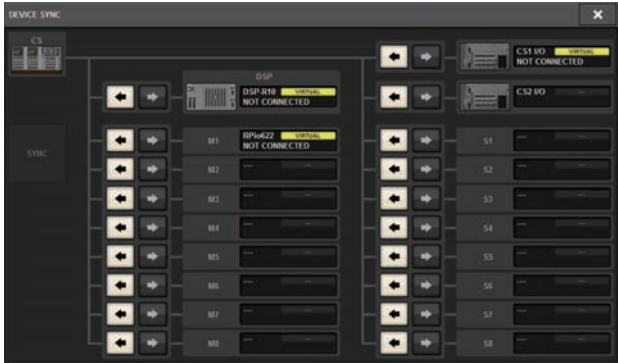 DEVICE SYNC
CS
CS1 I/O VIRTUAL
NOT CONNECTED
DSP
DSP-R10 VIRTUAL
NOT CONNECTED
CS2 I/O
SYNC
M1 RPio622 VIRTUAL
NOT CONNECTED
S1
M2
S2
M3
S3
M4
S4
M5
S5
M6
S6
M7
S7
M8
S8